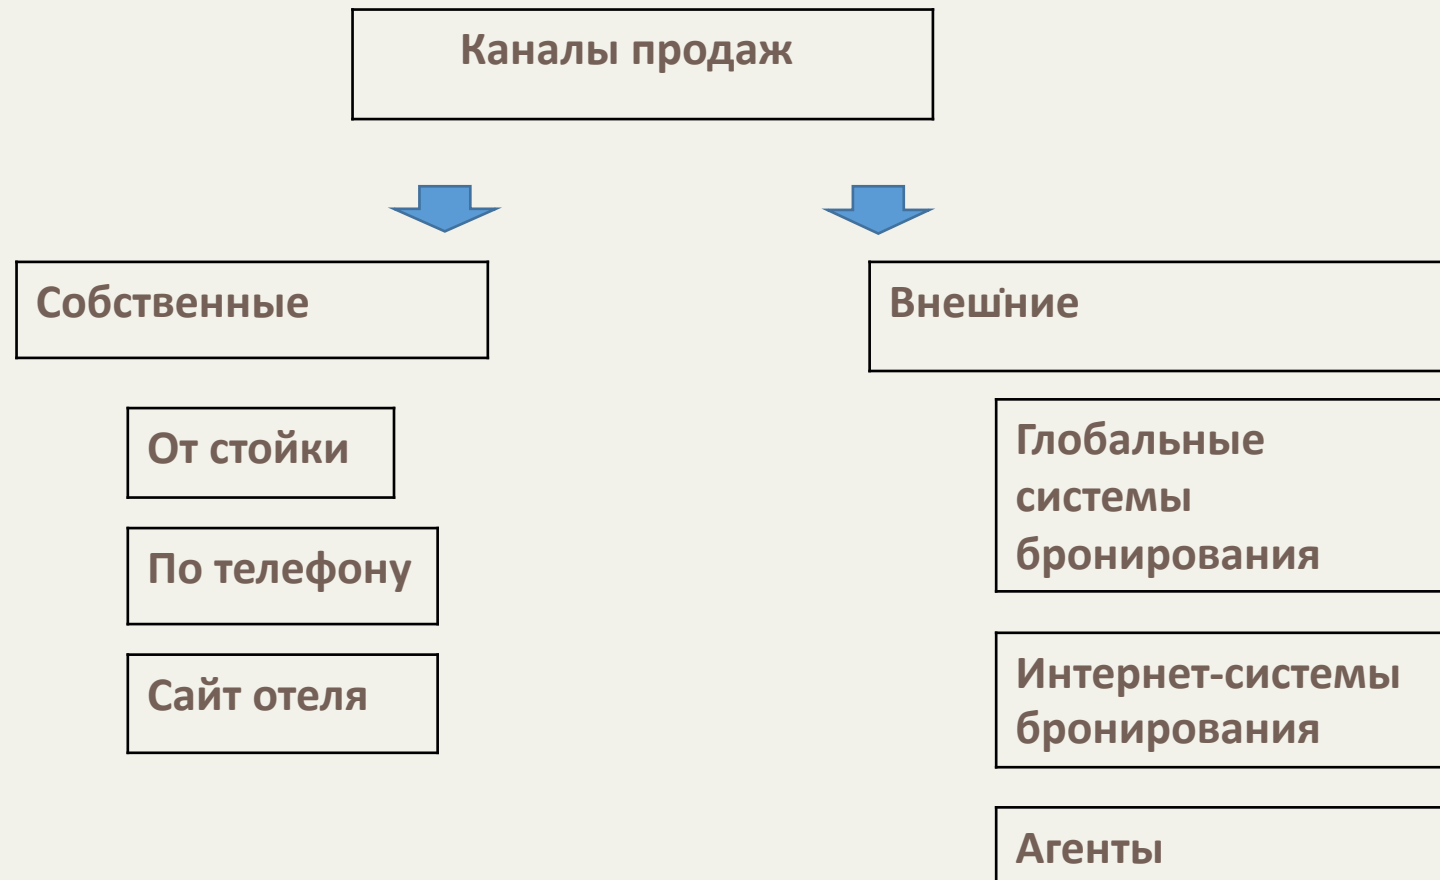 Каналы продаж
Собственные
Внешние
От стойки
По телефону
Сайт отеля
Глобальные
системы
бронирования
Интернет-системы
бронирования
Агенты